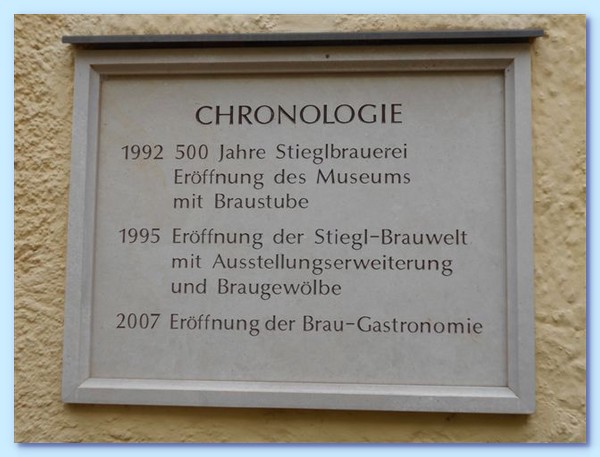 CHRONOLOGIE
1992 500 Jahre Stieglbrauerei
Eröffnung des Museums
mit Braustube
1995 Eröffnung der Stiegl-Brauwelt
mit Ausstellungserweiterung
und Braugewölbe
2007 Eröffnung der Brau-Gastronomie